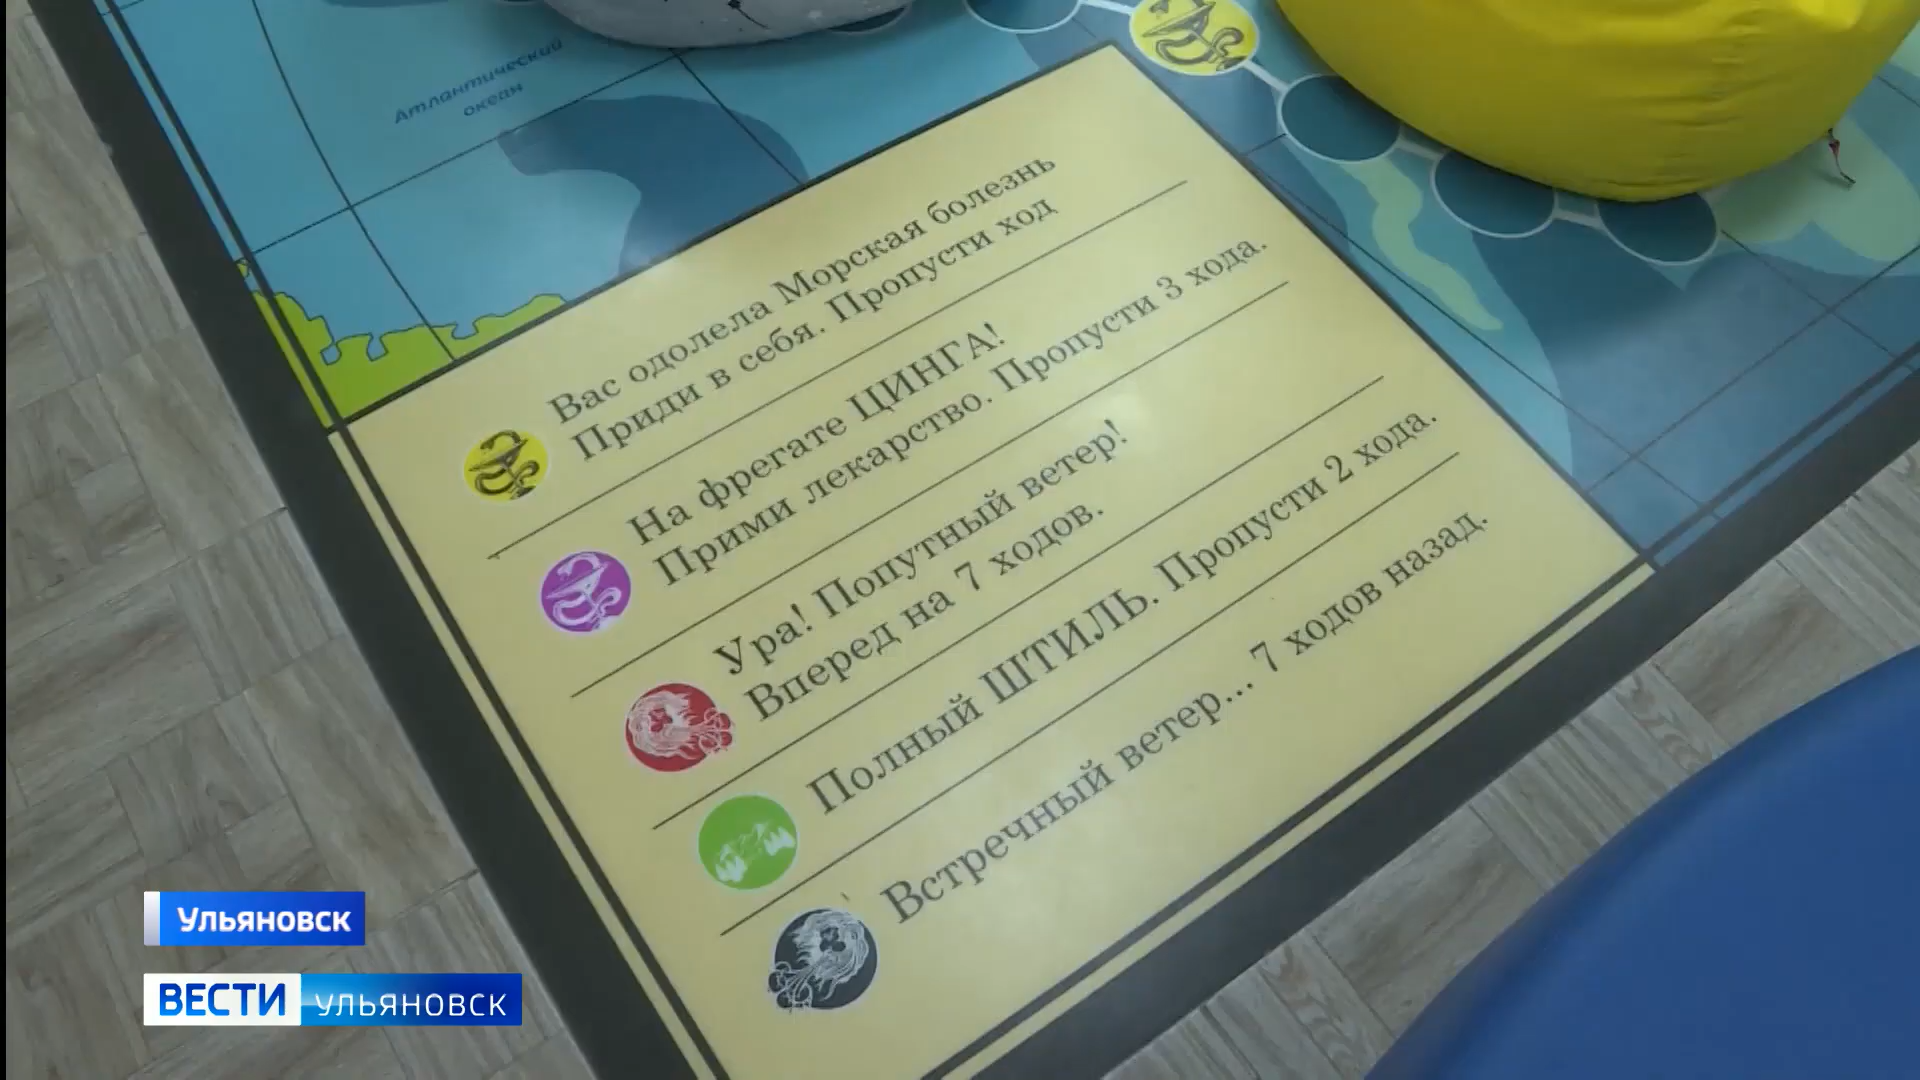 Атлантический
океан
Вас одолела Морская болезнь
Приди в себя. Пропусти ход
На фрегате ЦИНГА!
Прими лекарство. Пропусти 3 хода.
Ура! Попутный ветер!
Вперед на 7 ходов.
Полный ШТИЛЬ. Пропусти 2 хода.
Встречный ветер... 7 ходов назад.
Ульяновск
ВЕСТИ УЛЬЯНОВСК